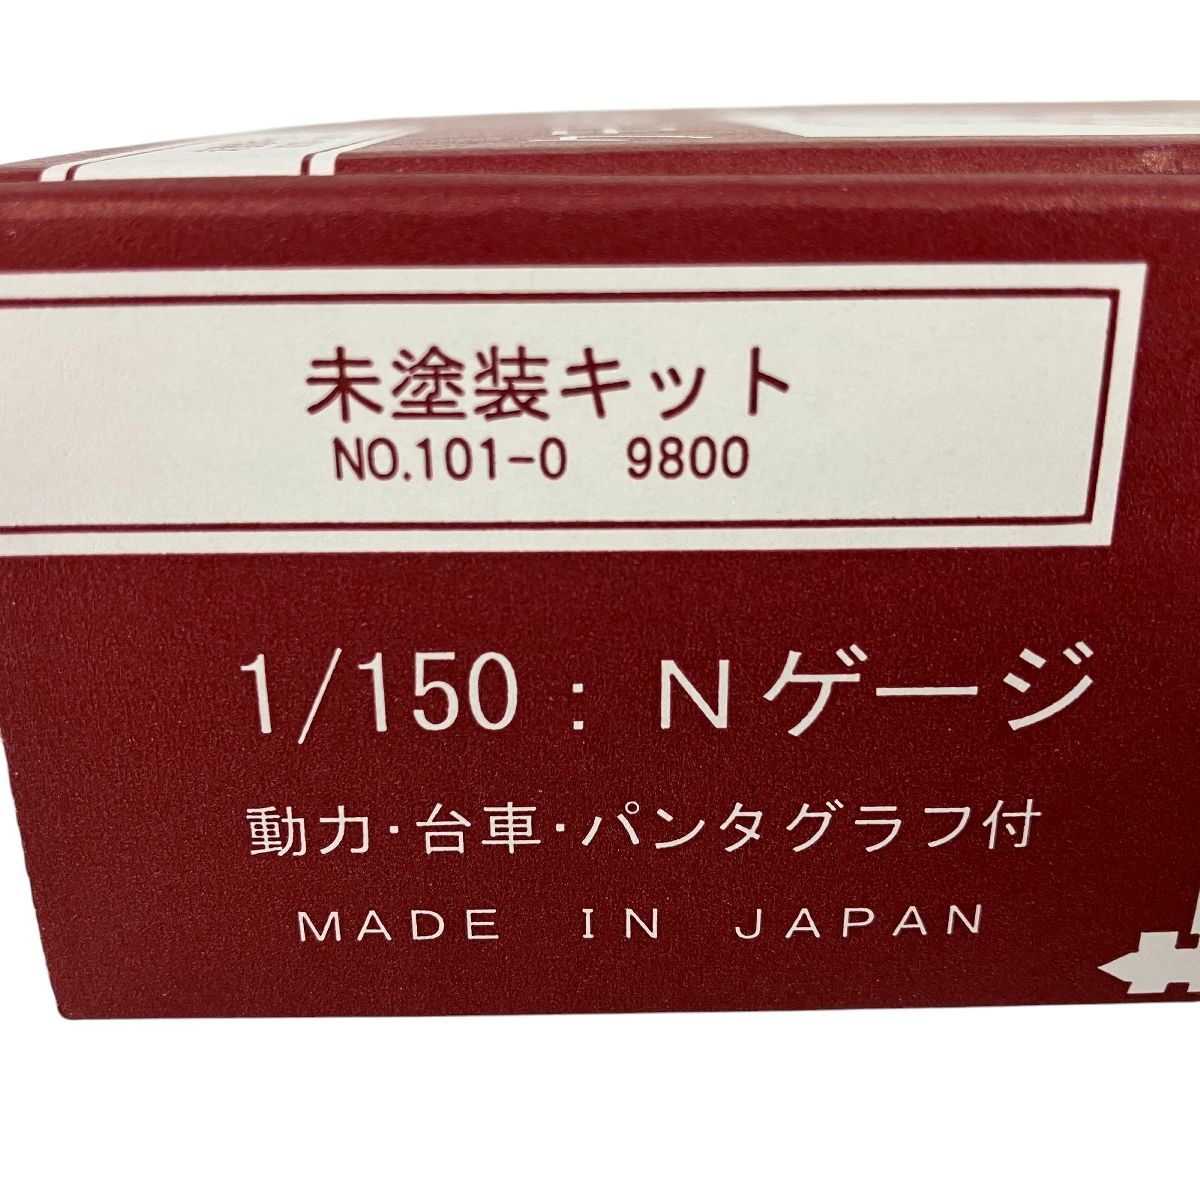 未塗装キット
NO.101-0 9800
1/150 : Nゲージ
動力・台車・パンタグラフ付
MADE IN JAPAN